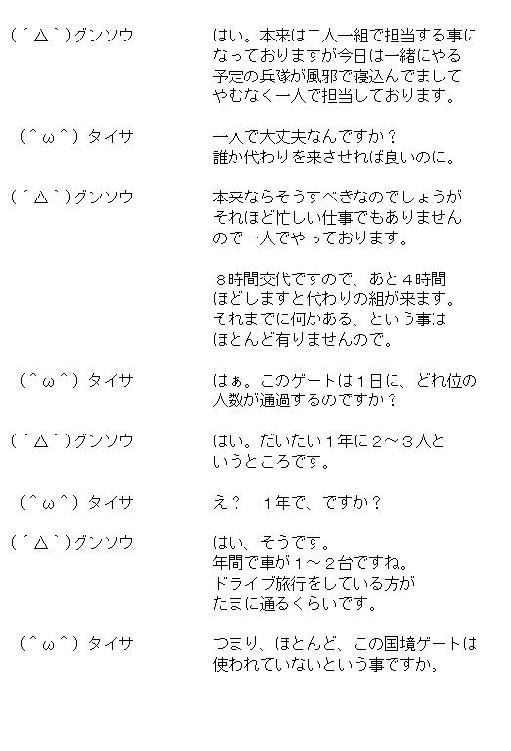 (´△｀)グンソウ　はい。本来は二人一組で担当する事に
なっておりますが今日は一緒にやる
予定の兵隊が風邪で寝込んでまして
やむなく一人で担当しております。
(＾ω＾) タイサ　一人で大丈夫なんですか？
誰か代わりを来させれば良いのに。
(´△｀)グンソウ　本来ならそうすべきなのでしょうが
それほど忙しい仕事でもありません
ので一人でやっております。
８時間交代ですので、あと４時間
ほどしますと代わりの組が来ます。
それまでに何かある、という事は
ほとんど有りませんので。
(＾ω＾) タイサ　はぁ。このゲートは１日に、どれ位の
人数が通過するのですか？
(´△｀)グンソウ　はい。だいたい１年に２～３人と
いうところです。
(＾ω＾) タイサ　え？　１年で、ですか？
(´△｀)グンソウ　はい、そうです。
年間で車が１～２台ですね。
ドライブ旅行をしている方が
たまに通るくらいです。
(＾ω＾) タイサ　つまり、ほとんど、この国境ゲートは
使われていないという事ですか。